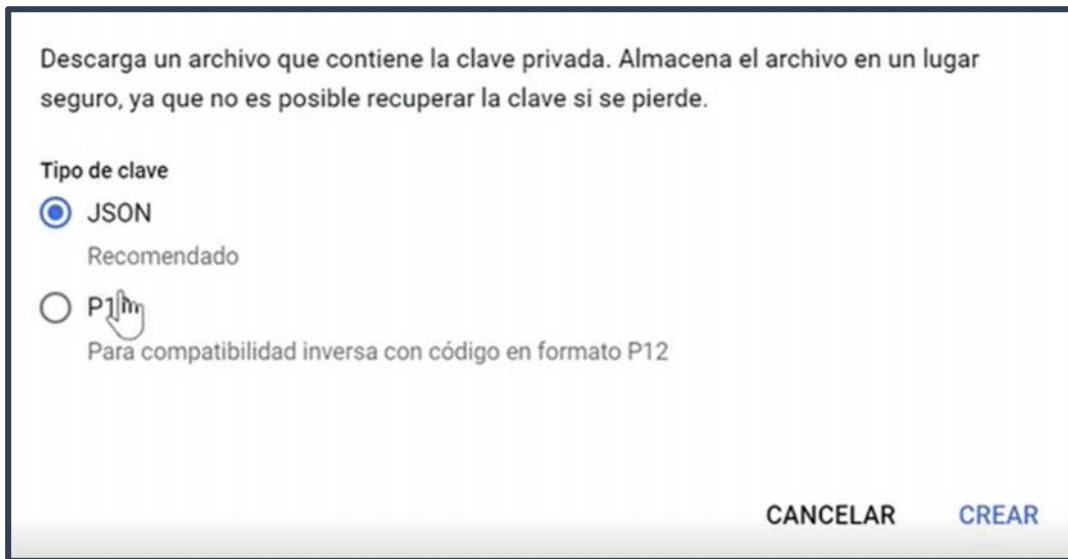 Descarga un archivo que contiene la clave privada. Almacena el archivo en un lugar
seguro, ya que no es posible recuperar la clave si se pierde.
Tipo de clave
JSON
Recomendado
Para compatibilidad inversa con código en formato P12
CANCELAR
CREAR